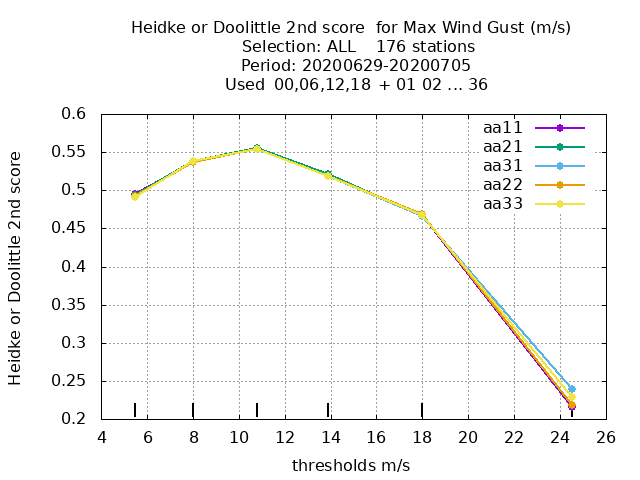 Heidke or Doolittle 2nd score  for Max Wind Gust (m/s)
Selection: ALL    176 stations
Period: 20200629-20200705
Used  00,06,12,18  + 01 02 ... 36
Heidke or Doolittle 2nd score
0.6
0.55
0.5
0.45
0.4
0.35
0.3
0.25
0.2
aa11
aa21
aa31
aa22
aa33
4 6 8 10 12 14 16 18 20 22 24 26
thresholds m/s